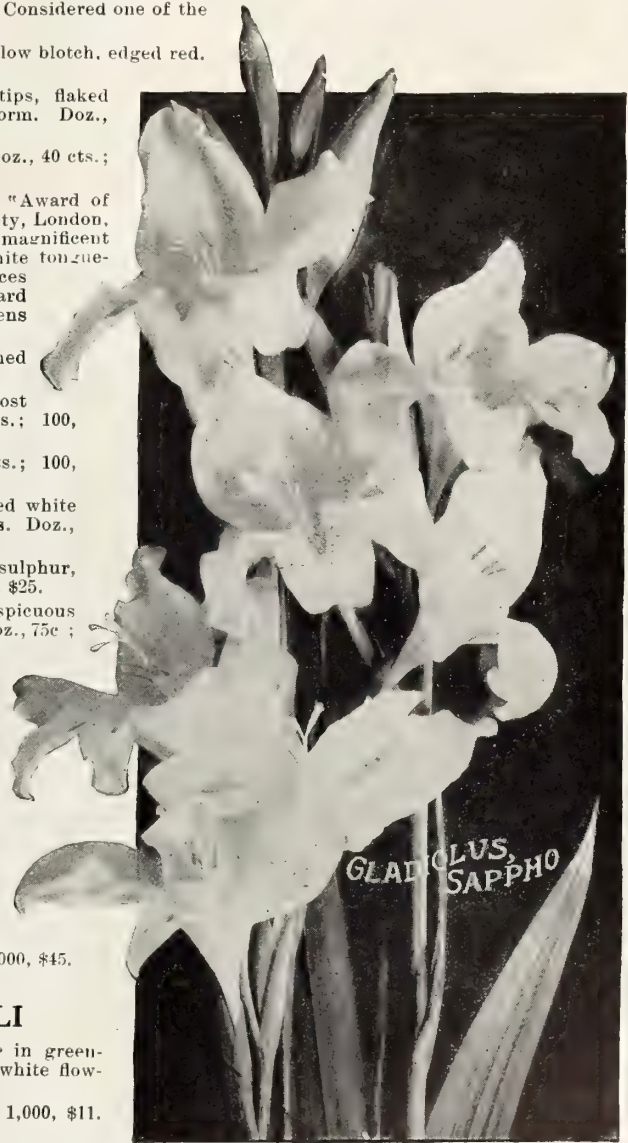 Considered one of the
low blotch, edged red.
tips, flaked
orm. Doz.,
oz., 40 cts.;
"Award of
ty, London,
magnificent
ite tongue-
ces
ard
ens
ned
ost
s.; 100,
ts.; 100,
ed white
s. Doz.,
sulphur,
$25.
spicuous
oz., 75c ;
GLADIOLUS,
SAPPHO
000, $45.
LI
in green-
white flow-
1,000, $11.